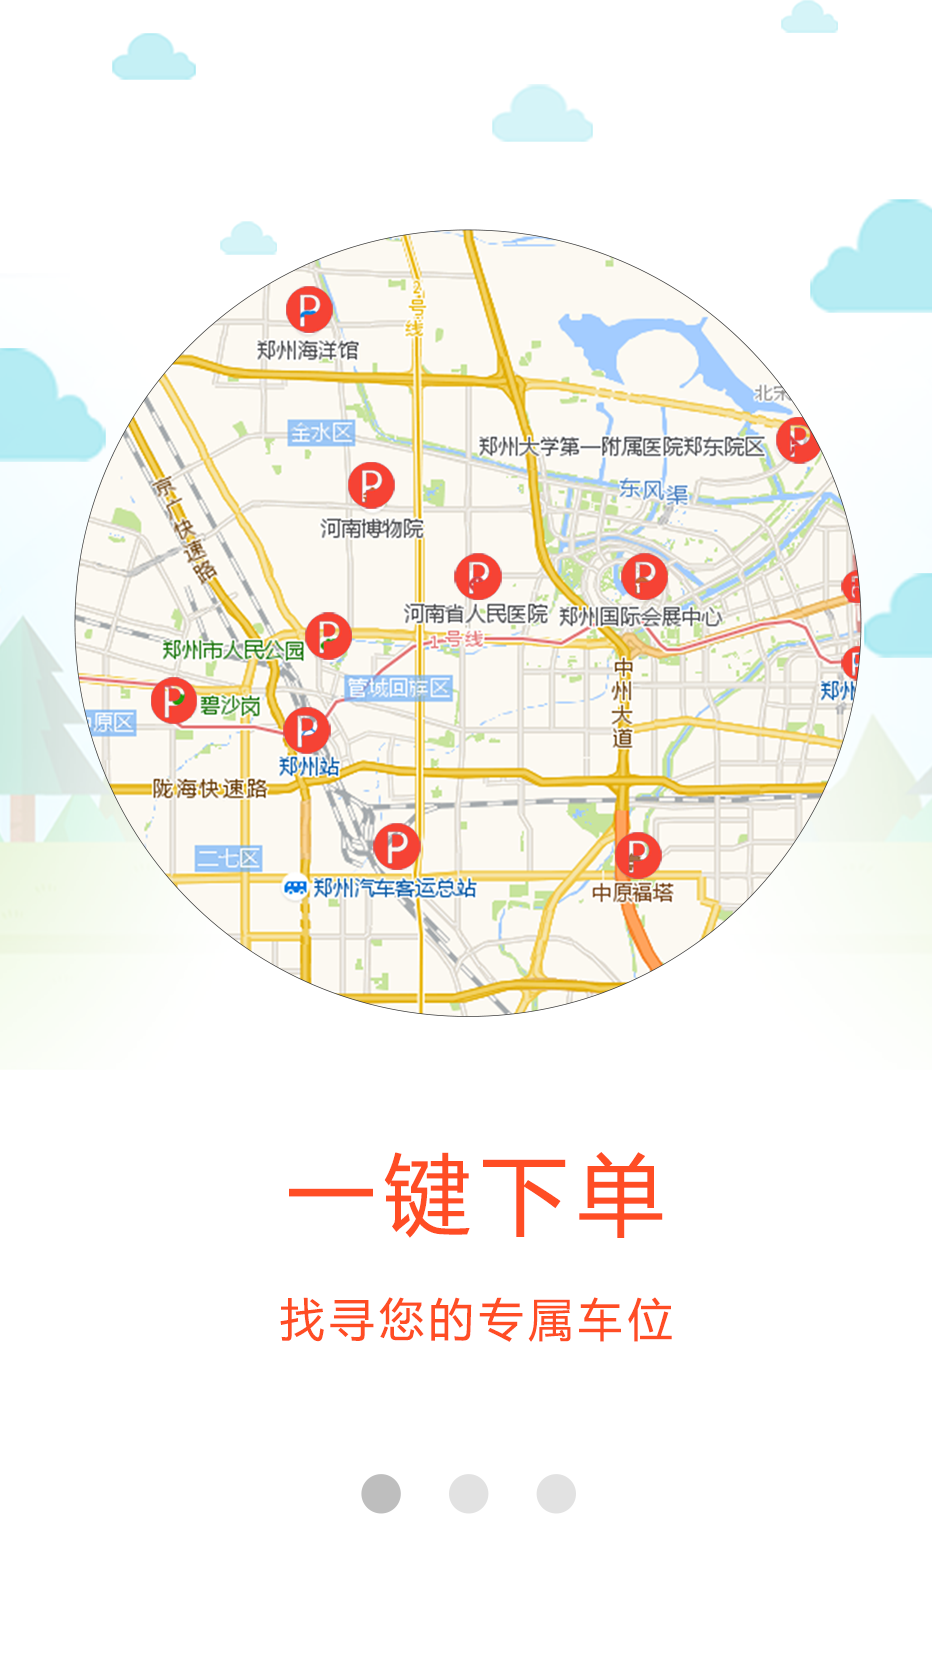 2号线
郑州海洋馆
北宋
金水区
郑州大学第一附属医院郑东院区
P
东风渠
京广快速路
P
河南博物院
P
P
P
河南省人民医院
郑州国际会展中心
1号线
郑州市人民公园
P
中州大道
管城回族区
郑州
P
碧沙岗
原区
P
郑州站
陇海快速路
P
P
二七区
郑州汽车客运总站
中原福塔
一键下单
找寻您的专属车位